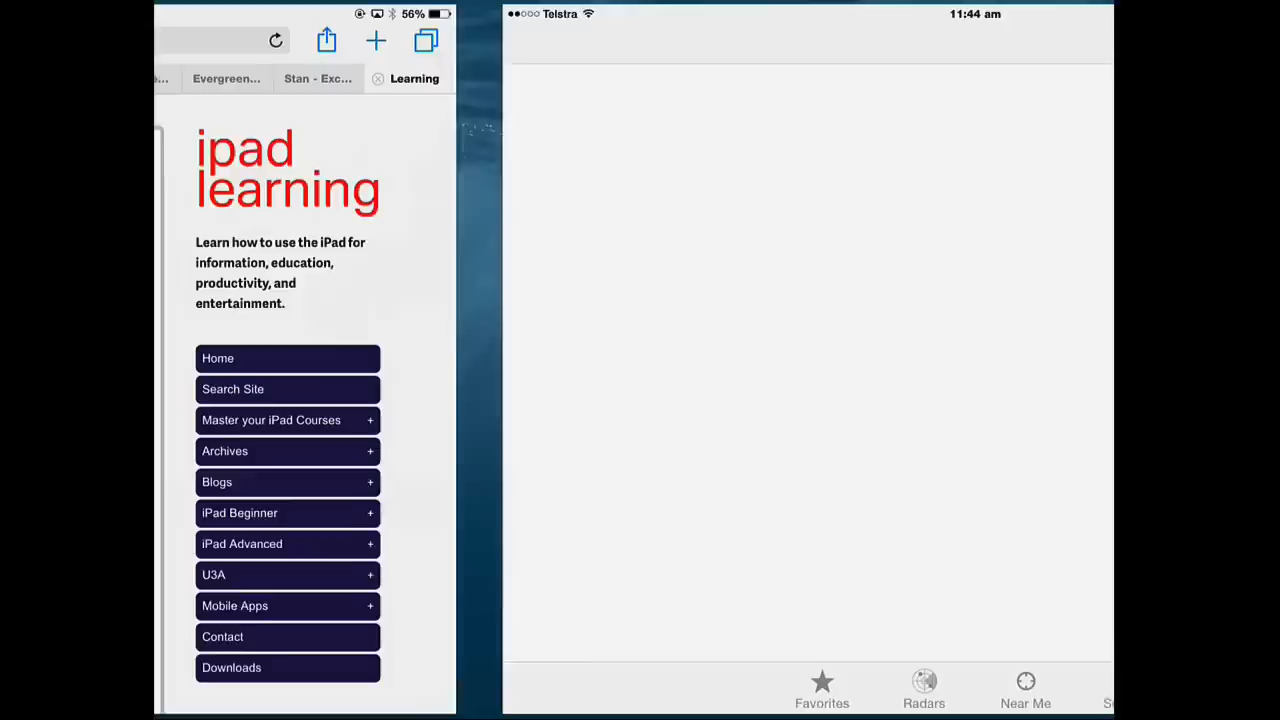 56%
Telstra
11:44 am
e...
Evergreen...
Stan - Exc...
Learning
ipad
learning
Learn how to use the iPad for
information, education,
productivity, and
entertainment.
Home
Search Site
Master your iPad Courses +
Archives +
Blogs +
iPad Beginner +
iPad Advanced +
U3A +
Mobile Apps +
Contact
Downloads
Favorites
Radars
Near Me